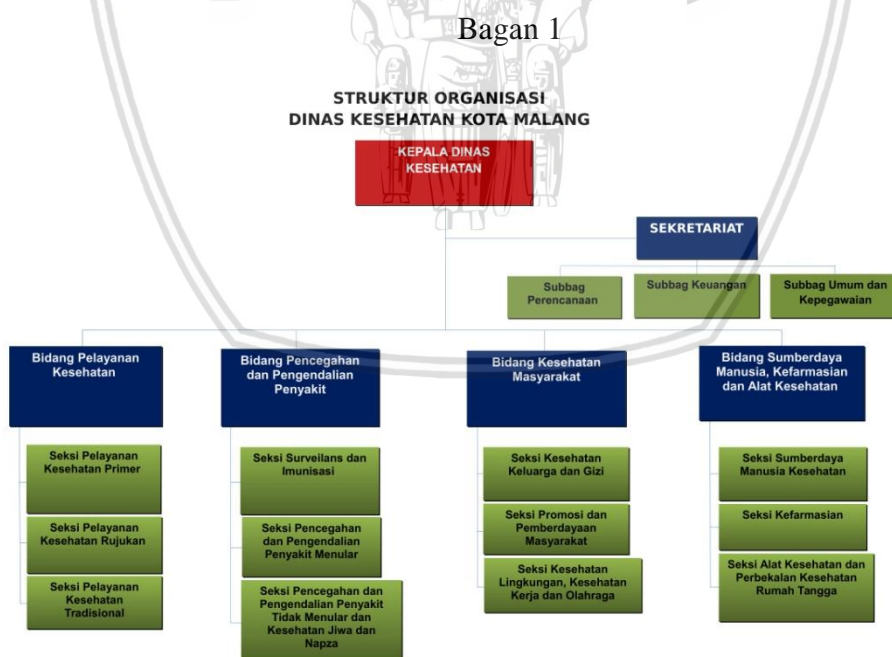 Bagan 1
STRUKTUR ORGANISASI
DINAS KESEHATAN KOTA MALANG
KEPALA DINAS
KESEHATAN
SEKRETARIAT
Subbag
Perencanaan
Subbag Keuangan
Subbag Umum dan
Kepegawaian
Bidang Pelayanan
Kesehatan
Seksi Pelayanan
Kesehatan Primer
Seksi Pelayanan
Kesehatan Rujukan
Seksi Pelayanan
Kesehatan
Tradisional
Bidang Pencegahan
dan Pengendalian
Penyakit
Seksi Surveilans dan
Imunisasi
Seksi Pencegahan
dan Pengendalian
Penyakit Menular
Seksi Pencegahan dan
Pengendalian Penyakit
Tidak Menular dan
Kesehatan Jiwa dan
Napza
Bidang Kesehatan
Masyarakat
Seksi Kesehatan
Keluarga dan Gizi
Seksi Promosi dan
Pemberdayaan
Masyarakat
Seksi Kesehatan
Lingkungan, Kesehatan
Kerja dan Olahraga
Bidang Sumberdaya
Manusia, Kefarmasian
dan Alat Kesehatan
Seksi Sumberdaya
Manusia Kesehatan
Seksi Kefarmasian
Seksi Alat Kesehatan dan
Perbekalan Kesehatan
Rumah Tangga